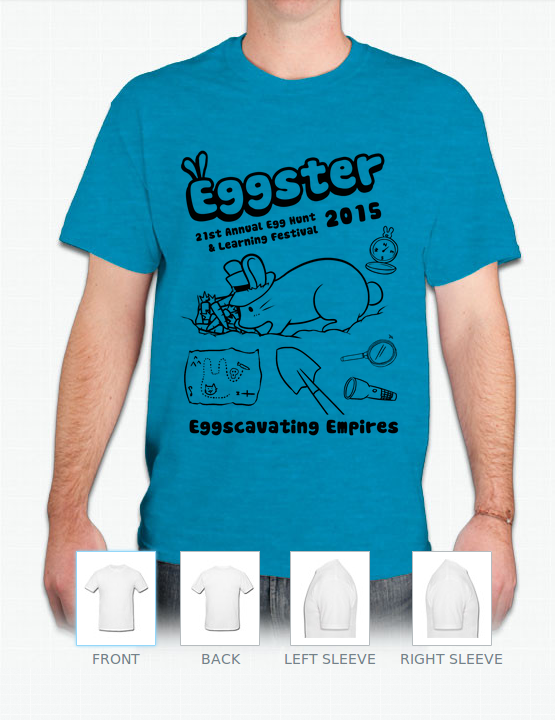 Eggster
21st Annual Egg Hunt
& Learning Festival
2015
Eggscavating Empires
FRONT
BACK
LEFT SLEEVE
RIGHT SLEEVE